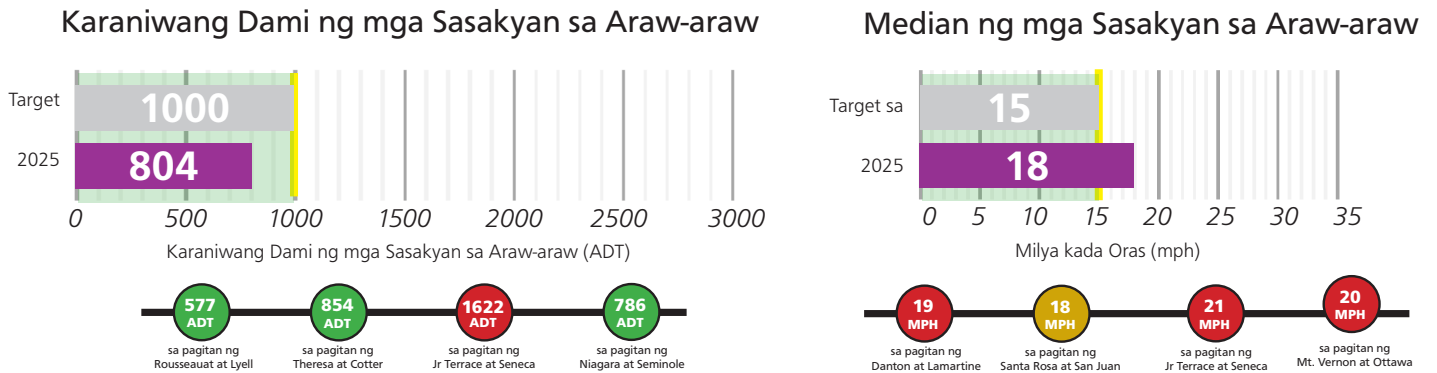 Karaniwang Dami ng mga Sasakyan sa Araw-araw
Target
1000
2025
804
0 500 1000 1500 2000 2500 3000
Karaniwang Dami ng mga Sasakyan sa Araw-araw (ADT)
577
ADT
sa pagitan ng
Rousseauat at Lyell
854
ADT
sa pagitan ng
Theresa at Cotter
1622
ADT
sa pagitan ng
Jr Terrace at Seneca
786
ADT
sa pagitan ng
Niagara at Seminole
Median ng mga Sasakyan sa Araw-araw
Target sa
15
2025
18
0 5 10 15 20 25 30 35
Milya kada Oras (mph)
19
MPH
sa pagitan ng
Danton at Lamartine
18
MPH
sa pagitan ng
Santa Rosa at San Juan
21
MPH
sa pagitan ng
Jr Terrace at Seneca
20
MPH
sa pagitan ng
Mt. Vernon at Ottawa